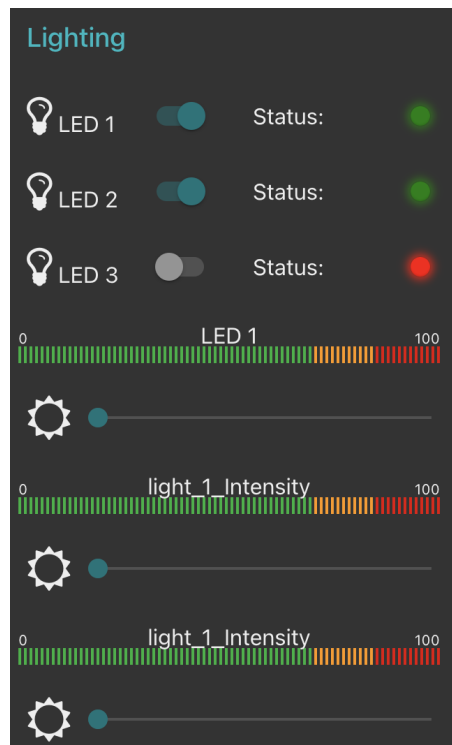 Lighting
LED 1 Status:
LED 2 Status:
LED 3 Status:
0 LED 1 100
0 light_1_Intensity 100
0 light_1_Intensity 100